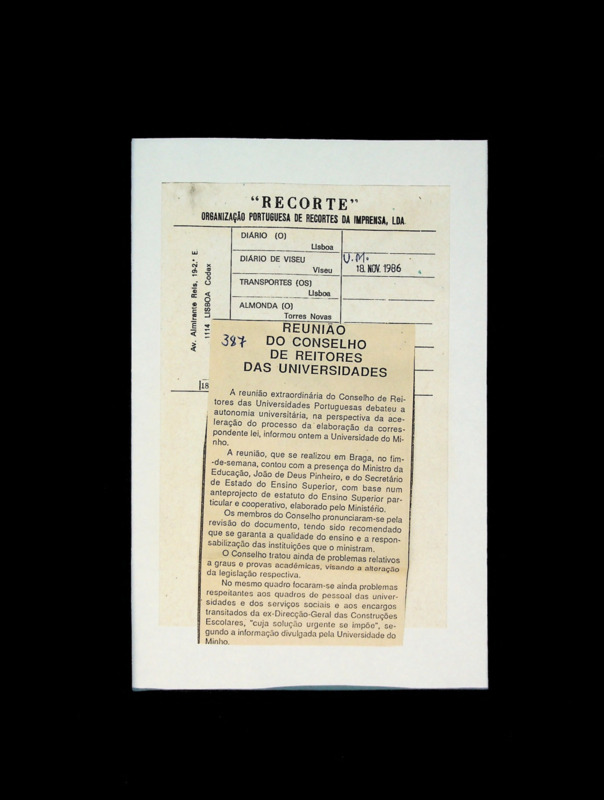 "RECORTE"
ORGANIZAÇÃO PORTUGUESA DE RECORTES DA IMPRENSA, LDA.
Av. Almirante Reis, 19-2.º E
1114 LISBOA Codex
DIÁRIO (O)
Lisboa
DIÁRIO DE VISEU
Viseu
U.M.
18. NOV. 1986
TRANSPORTES (OS)
Lisboa
ALMONDA (O)
Torres Novas
18
387
REUNIÃO
DO CONSELHO
DE REITORES
DAS UNIVERSIDADES
A reunião extraordinária do Conselho de Rei-
tores das Universidades Portuguesas debateu a
autonomia universitária, na perspectiva da ace-
leração do processo da elaboração da corres-
pondente lei, informou ontem a Universidade do Mi-
nho.
A reunião, que se realizou em Braga, no fim-
-de-semana, contou com a presença do Ministro da
Educação, João de Deus Pinheiro, e do Secretário
de Estado do Ensino Superior, com base num
anteprojecto de estatuto do Ensino Superior par-
ticular e cooperativo, elaborado pelo Ministério.
Os membros do Conselho pronunciaram-se pela
revisão do documento, tendo sido recomendado
que se garanta a qualidade do ensino e a respon-
sabilização das instituições que o ministram.
O Conselho tratou ainda de problemas relativos
a graus e provas académicas, visando a alteração
da legislação respectiva.
No mesmo quadro focaram-se ainda problemas
respeitantes aos quadros de pessoal das univer-
sidades e dos serviços sociais e aos encargos
transitados da ex-Direcção-Geral das Construções
Escolares, "cuja solução urgente se impõe", se-
gundo a informação divulgada pela Universidade do
Minho.